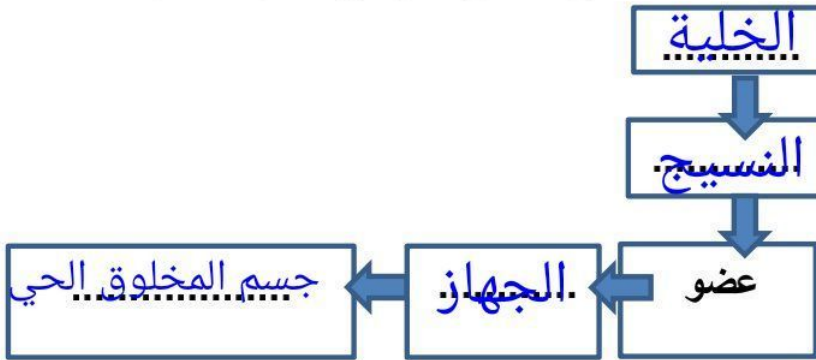 الخلية
النسيج
عضو
الجهاز
جسم المخلوق الحي